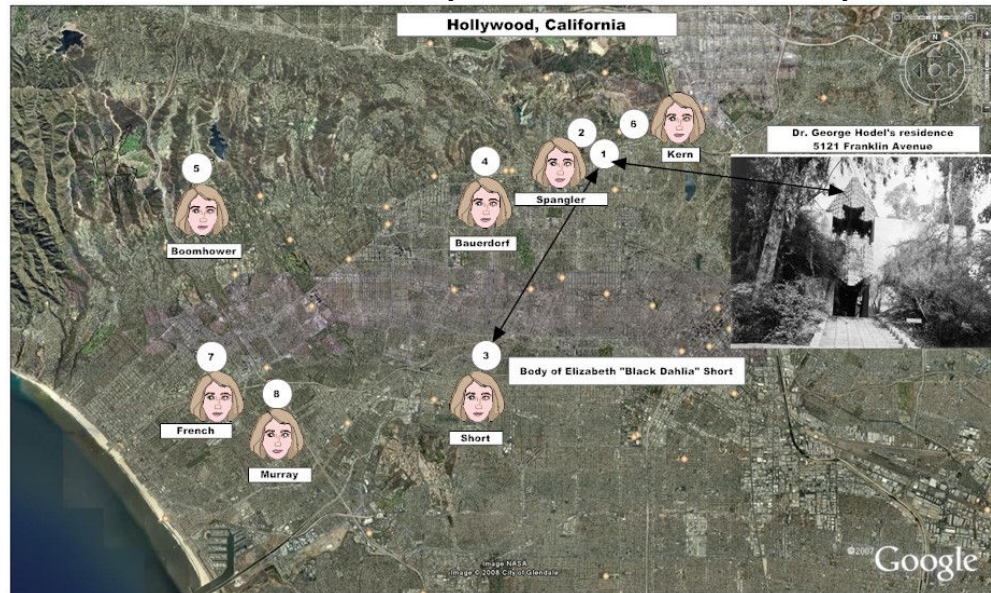 Hollywood, California
N
6
Kern
2
1
Dr. George Hodel's residence
5121 Franklin Avenue
4
5
Spangler
Bauerdorf
Boomhower
3
7
Body of Elizabeth "Black Dahlia" Short
8
French
Short
Murray
Image NASA
Image © 2008 City of Glendale
©2007 Google